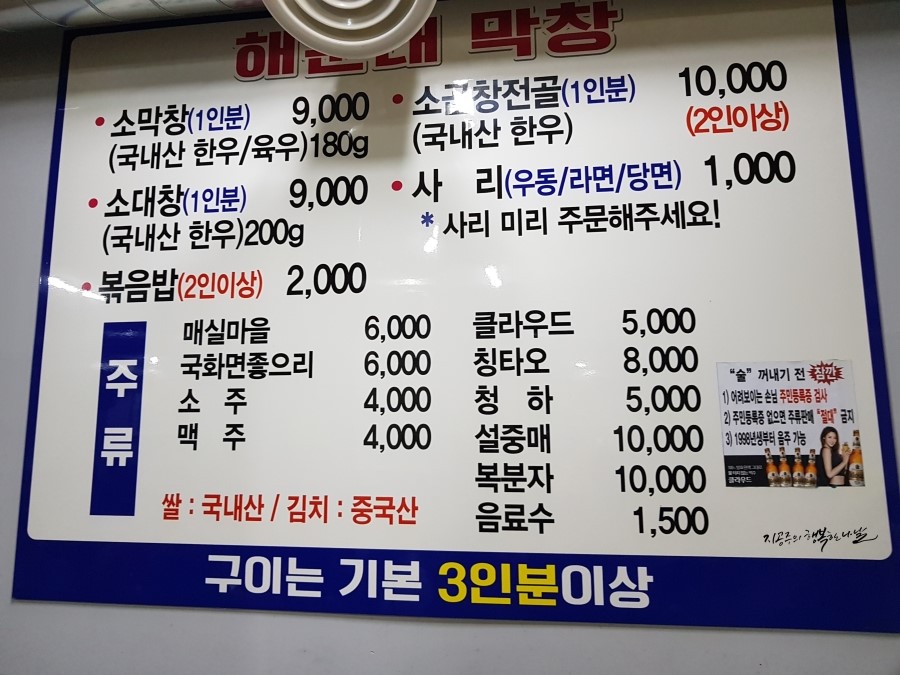 해운대 막창
• 소막창(1인분) 9,000
(국내산 한우/육우)180g
• 소대창(1인분) 9,000
(국내산 한우)200g
• 볶음밥(2인이상) 2,000
• 소곱창전골(1인분) 10,000
(국내산 한우) (2인이상)
• 사 리(우동/라면/당면) 1,000
* 사리 미리 주문해주세요!
주류
매실마을 6,000
국화면좋으리 6,000
소 주 4,000
맥 주 4,000
클라우드 5,000
칭타오 8,000
청 하 5,000
설중매 10,000
복분자 10,000
음료수 1,500
쌀 : 국내산 / 김치 : 중국산
"술" 꺼내기 전 잠깐
1) 어려보이는 손님 주민등록증 검사
2) 주민등록증 없으면 주류판매 "절대" 금지
3) 1998년생부터 음주 가능
클라우드
지공주의 행복한 나날
구이는 기본 3인분이상